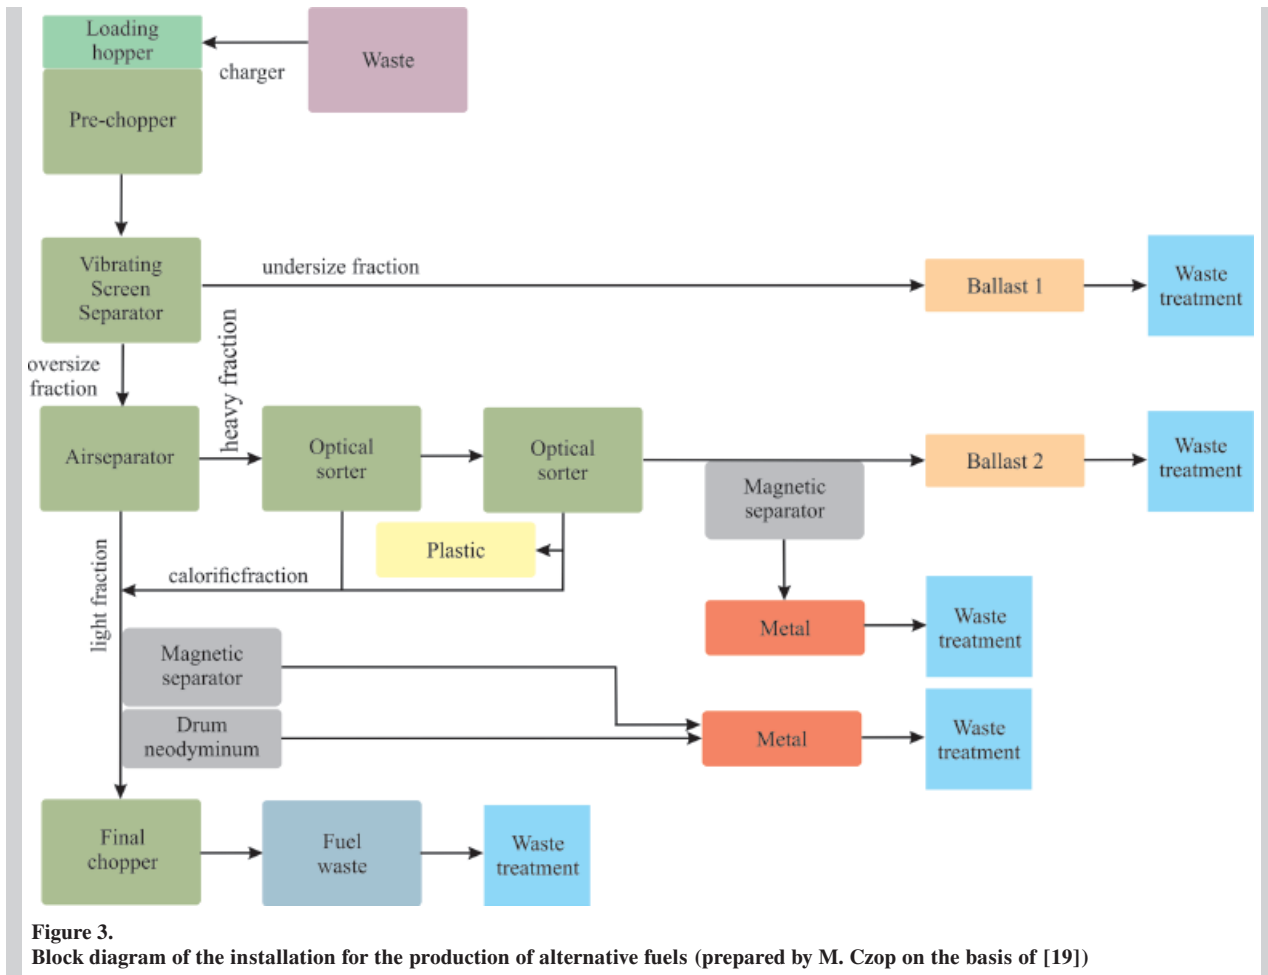 Loading
hopper
charger
Waste
Pre-chopper
Vibrating
Screen
Separator
undersize fraction
Ballast 1
Waste
treatment
oversize
fraction
heavy fraction
Airseparator
Optical
sorter
Optical
sorter
Ballast 2
Waste
treatment
Magnetic
separator
Plastic
calorificfraction
light fraction
Metal
Waste
treatment
Magnetic
separator
Drum
neodyminum
Metal
Waste
treatment
Final
chopper
Fuel
waste
Waste
treatment
Figure 3.
Block diagram of the installation for the production of alternative fuels (prepared by M. Czop on the basis of [19])